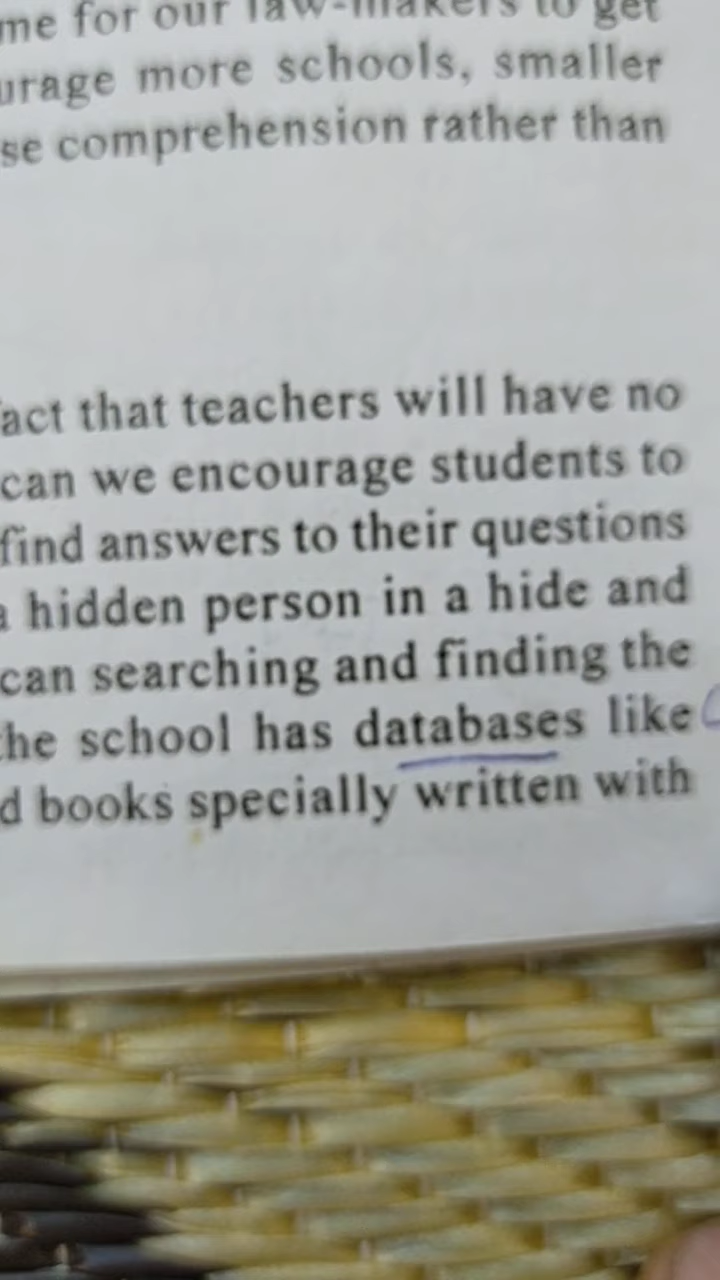 me for our law-makers to get
urage more schools, smaller
se comprehension rather than
act that teachers will have no
can we encourage students to
find answers to their questions
a hidden person in a hide and
can searching and finding the
the school has databases like
d books specially written with